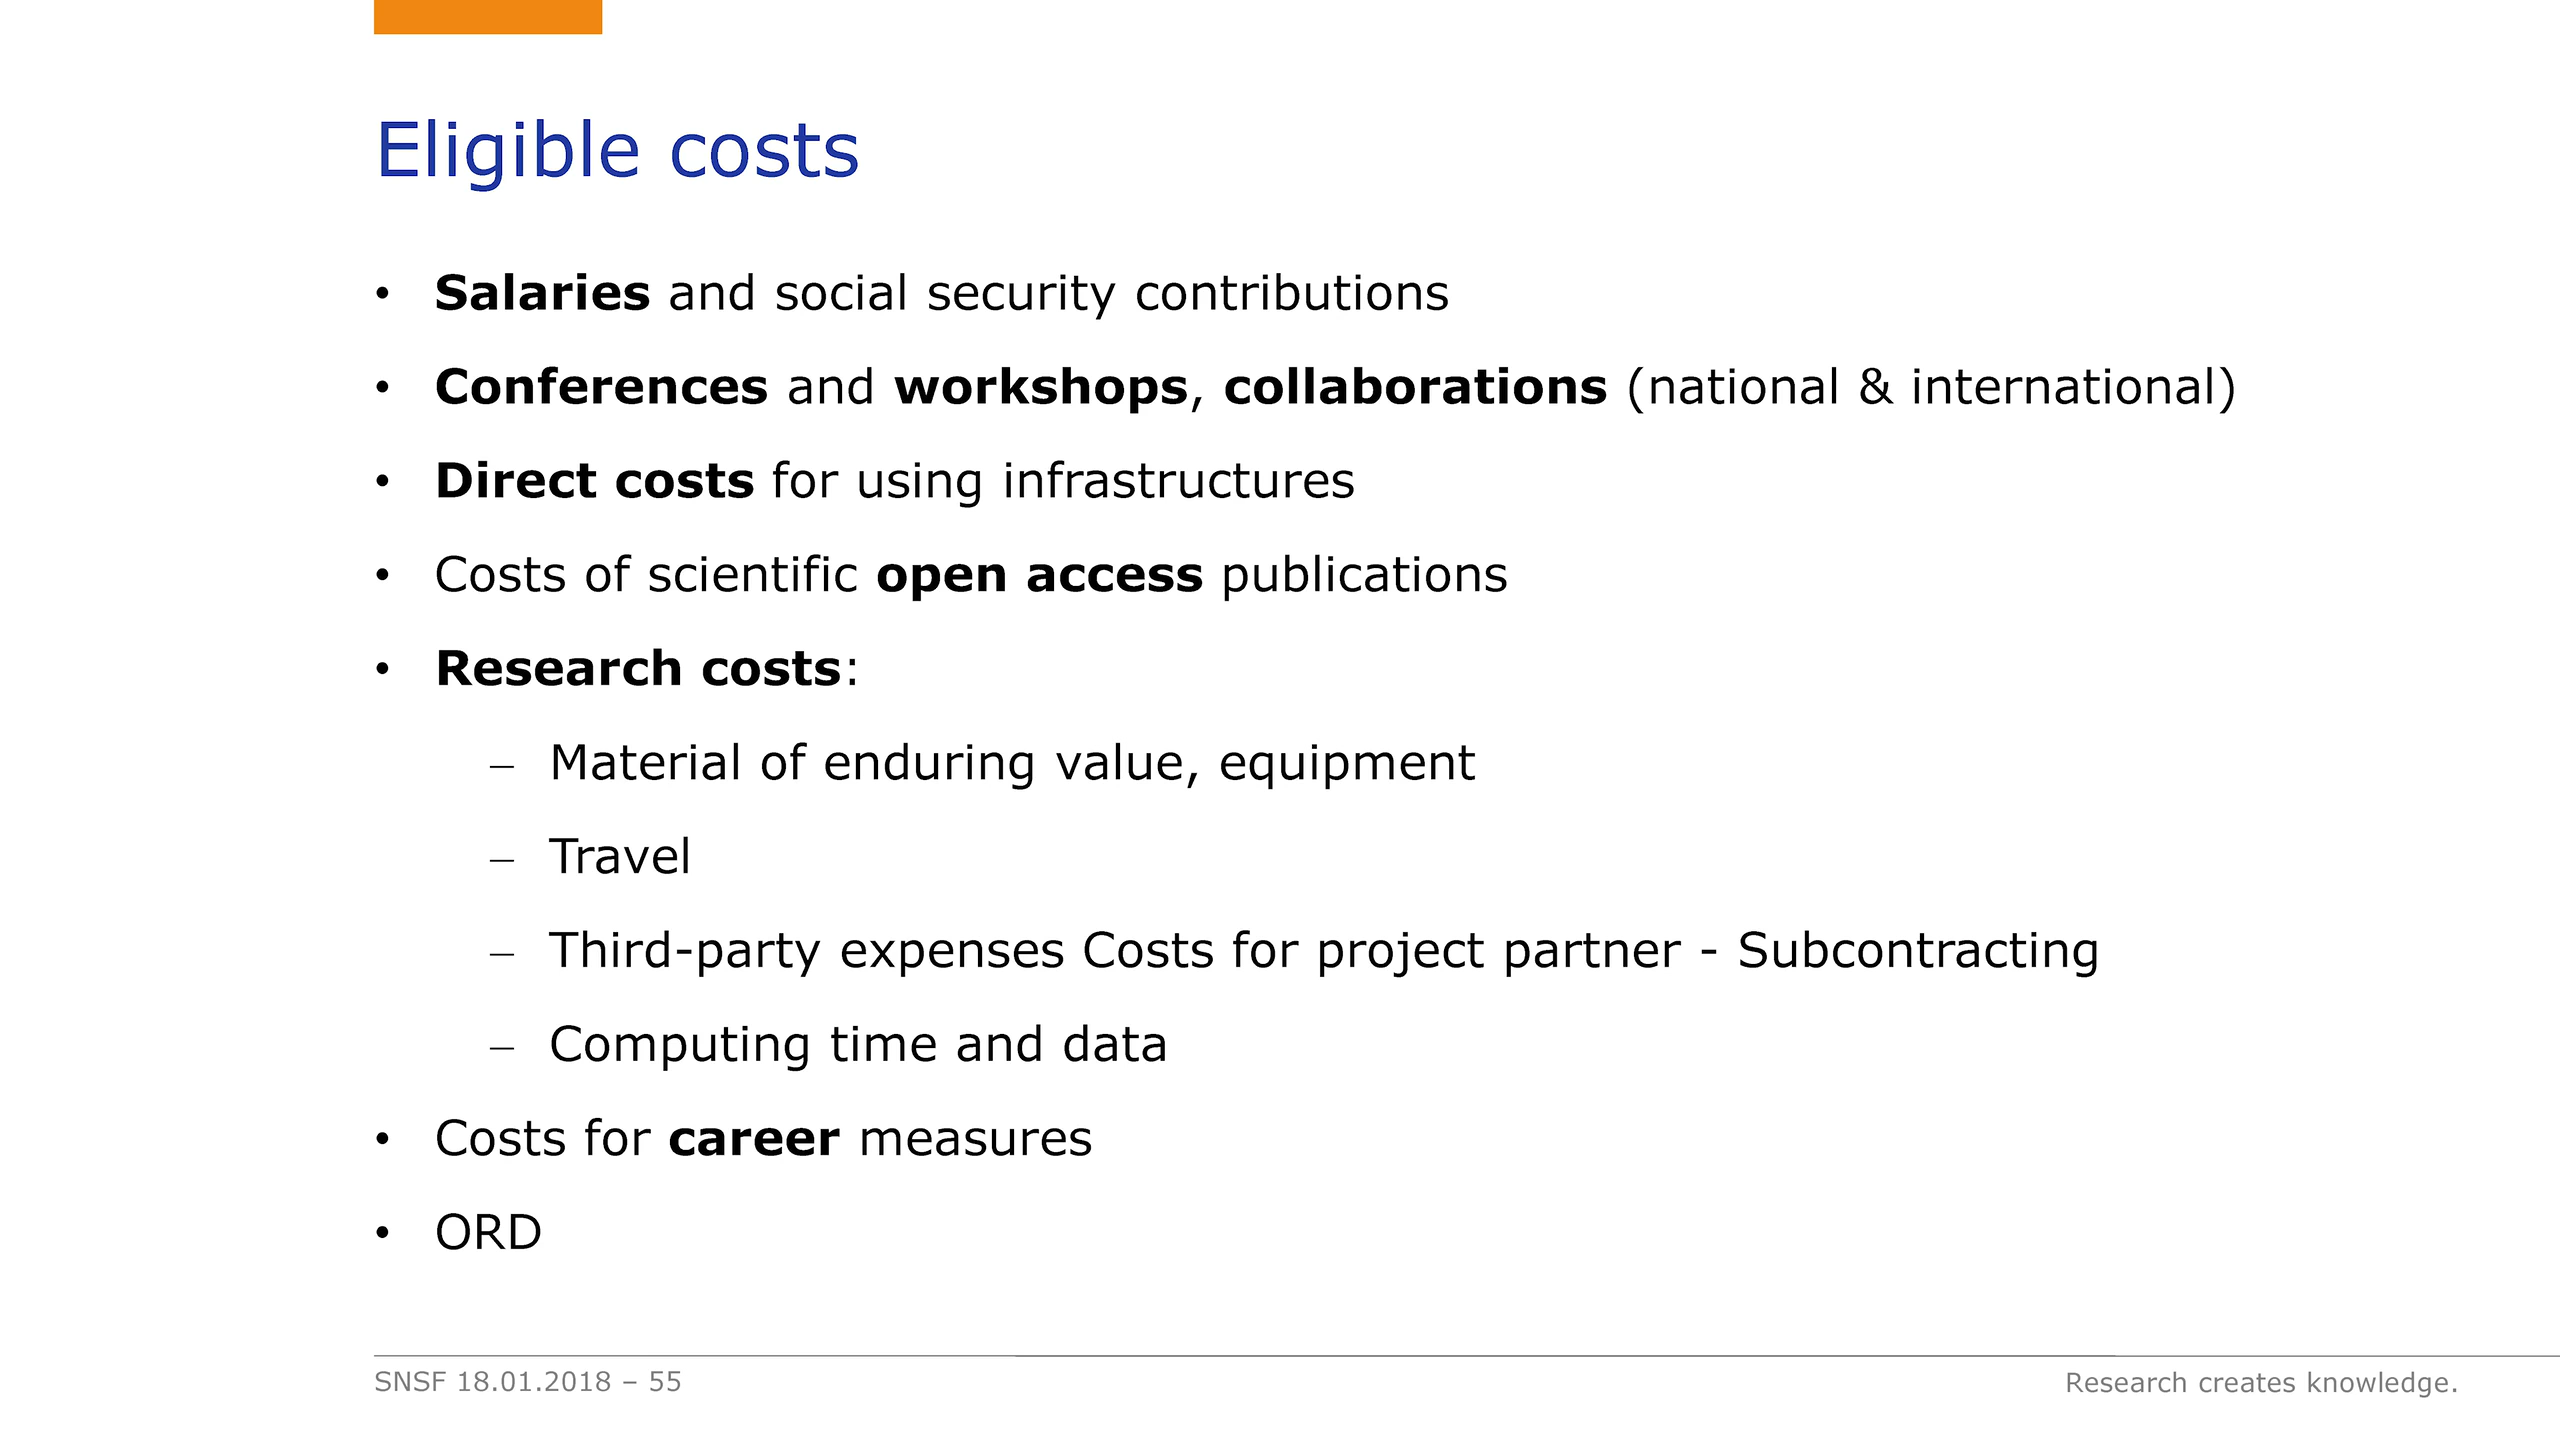 Eligible costs
• Salaries and social security contributions
• Conferences and workshops, collaborations (national & international)
• Direct costs for using infrastructures
• Costs of scientific open access publications
• Research costs:
– Material of enduring value, equipment
– Travel
– Third-party expenses Costs for project partner - Subcontracting
– Computing time and data
• Costs for career measures
• ORD
SNSF 18.01.2018 – 55
Research creates knowledge.